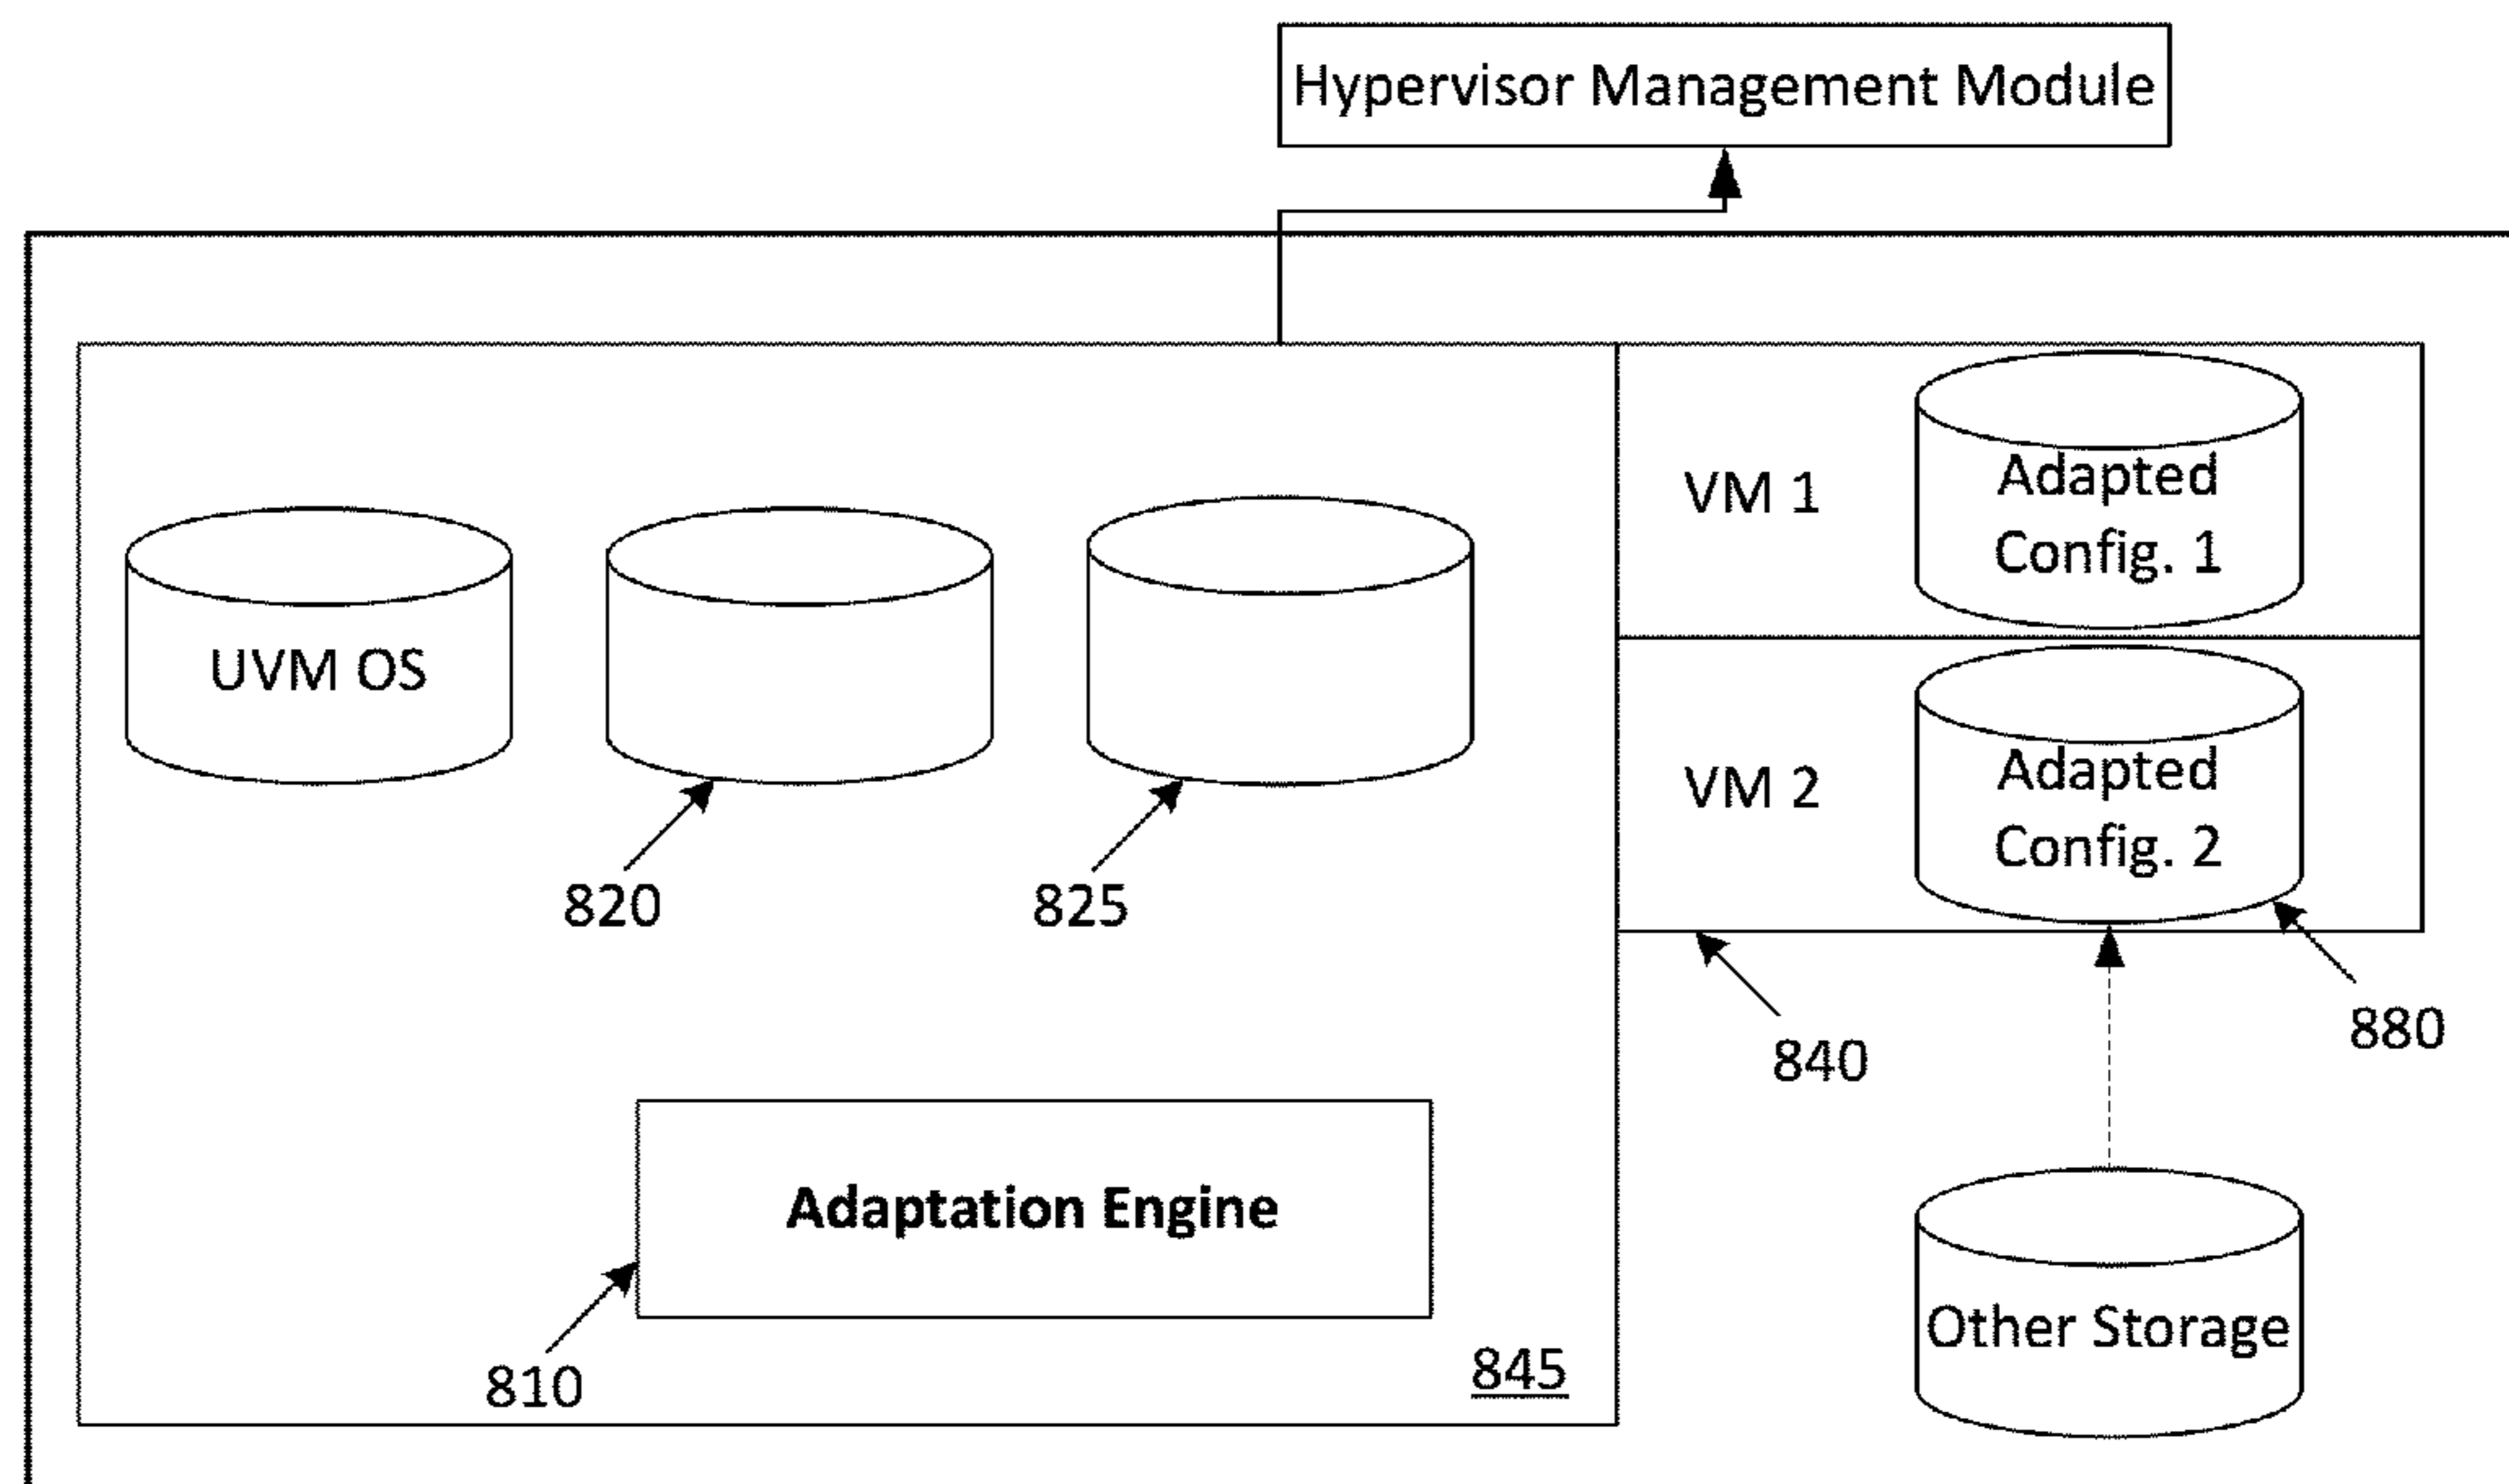 Hypervisor Management Module
VM 1
Adapted
Config. 1
UVM OS
VM 2
Adapted
Config. 2
820
825
840
880
Adaptation Engine
810
845
Other Storage